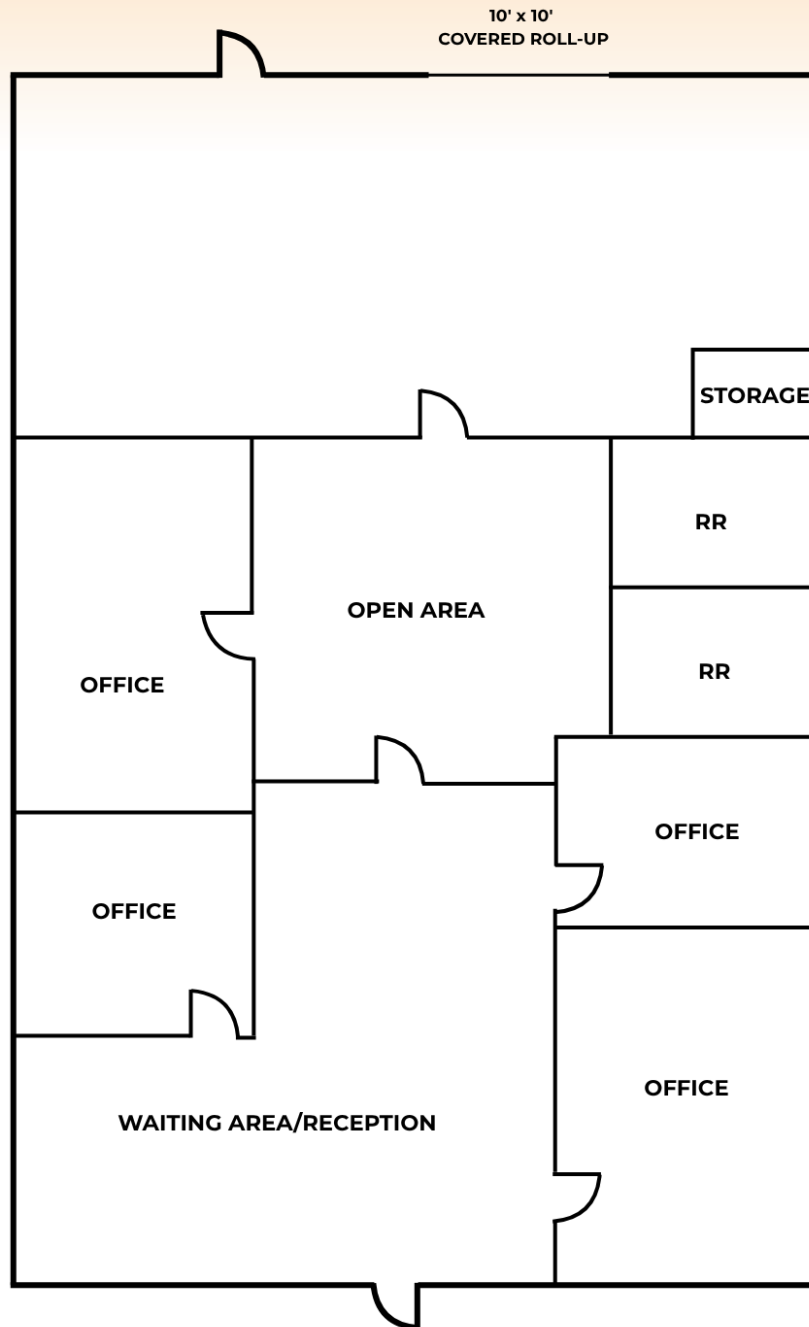 10' x 10'
COVERED ROLL-UP
STORAGE
RR
OPEN AREA
RR
OFFICE
OFFICE
OFFICE
OFFICE
WAITING AREA/RECEPTION